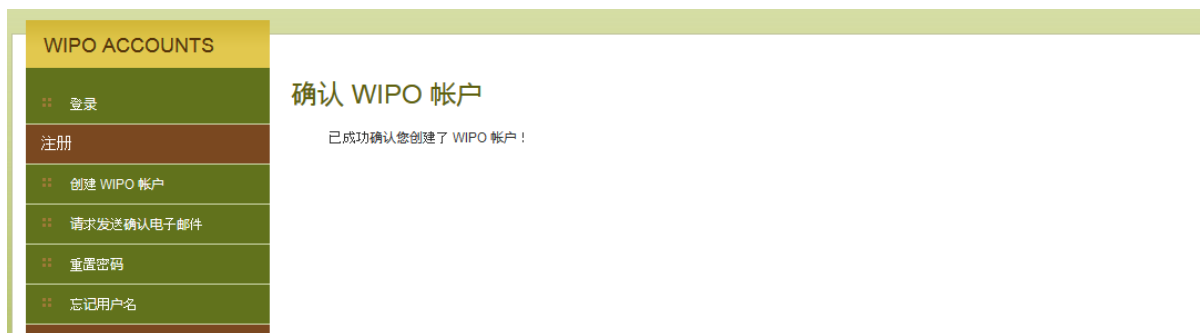 WIPO ACCOUNTS
登录
注册
创建 WIPO 帐户
请求发送确认电子邮件
重置密码
忘记用户名
确认 WIPO 帐户
已成功确认您创建了 WIPO 帐户！